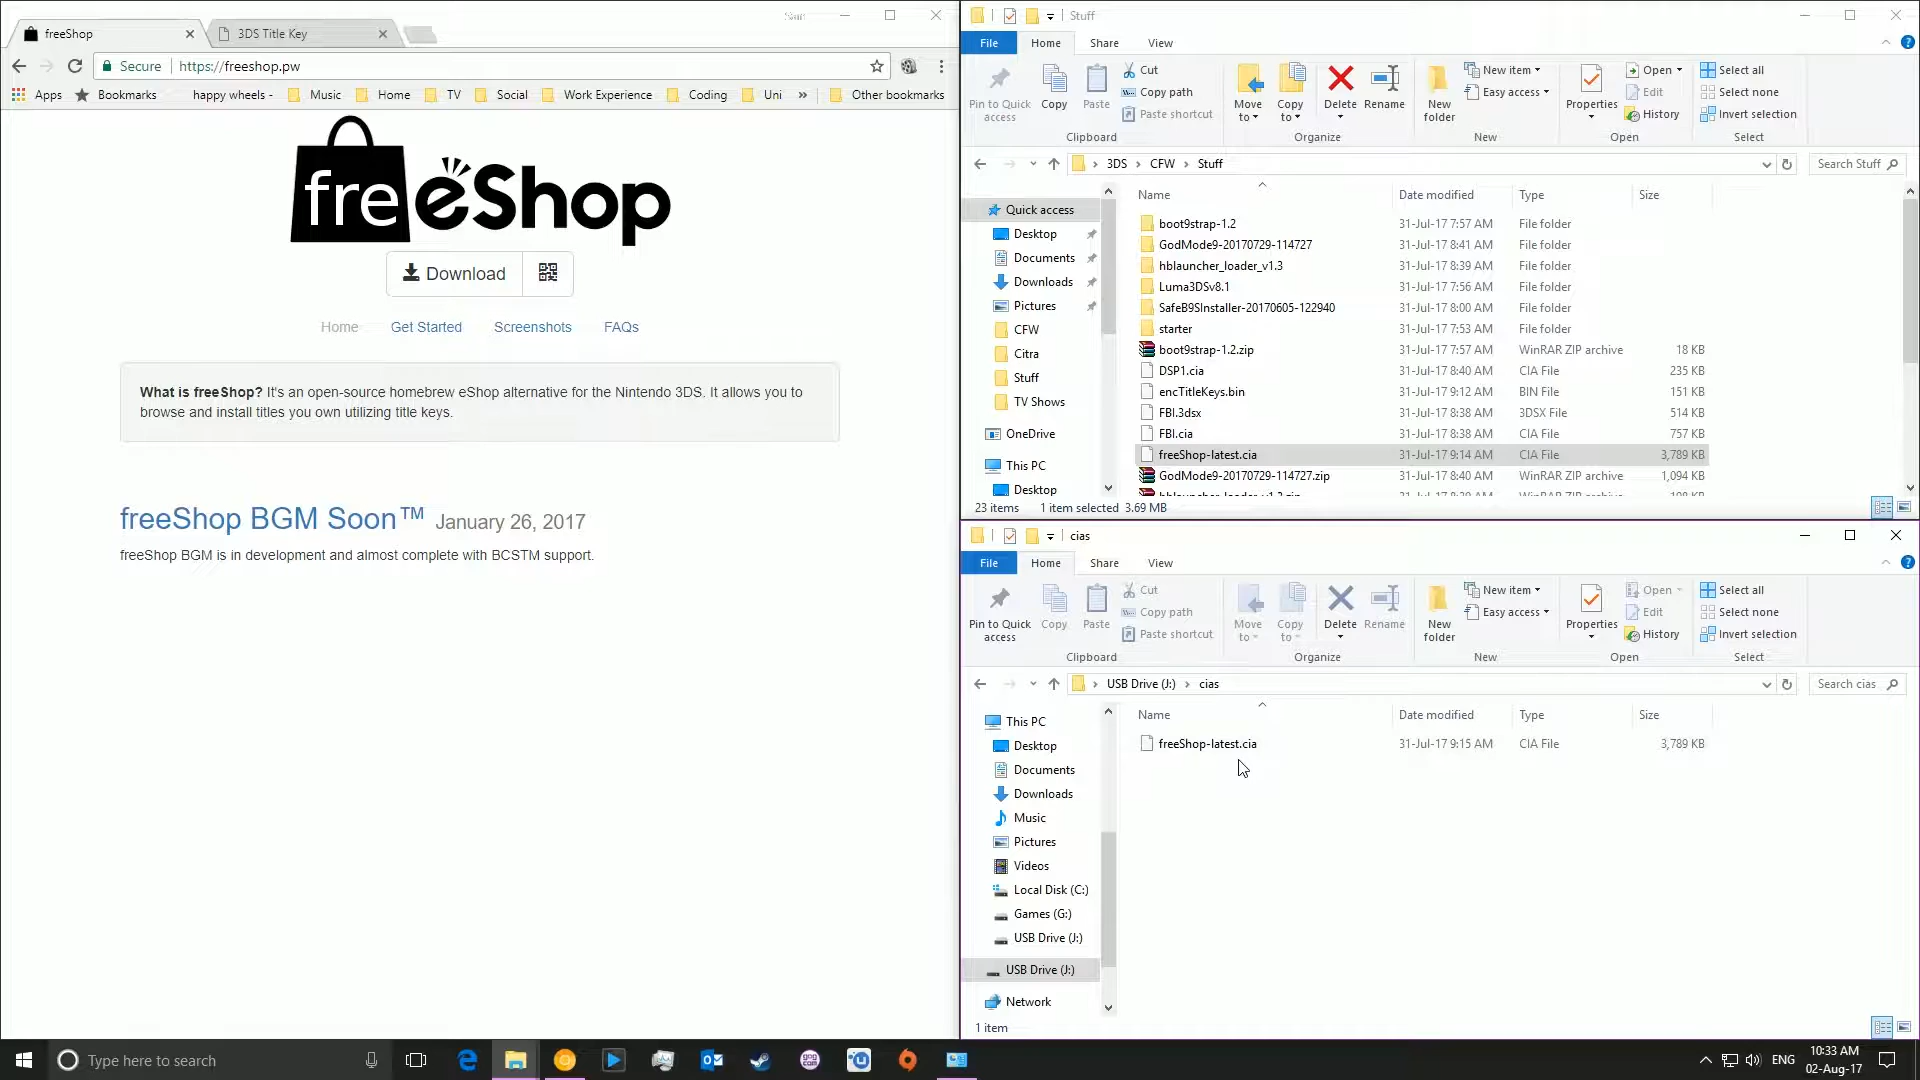 freeShop
3DS Title Key
Secure
https://freeshop.pw
Apps
Bookmarks
happy wheels -
Music
Home
TV
Social
Work Experience
Coding
Uni
»
Other bookmarks
freeShop
Download
Home
Get Started
Screenshots
FAQs
What is freeShop? It's an open-source homebrew eShop alternative for the Nintendo 3DS. It allows you to
browse and install titles you own utilizing title keys.
freeShop BGM Soon™ January 26, 2017
freeShop BGM is in development and almost complete with BCSTM support.
Stuff
File
Home
Share
View
Pin to Quick
access
Copy
Paste
Cut
Copy path
Paste shortcut
Clipboard
Move
to
Copy
to
Delete
Rename
Organize
New
folder
New item
Easy access
New
Properties
Open
Edit
History
Open
Select all
Select none
Invert selection
Select
3DS › CFW › Stuff
Search Stuff
Quick access
Desktop
Documents
Downloads
Pictures
CFW
Citra
Stuff
TV Shows
OneDrive
This PC
Desktop
Name Date modified Type Size
boot9strap-1.2 31-Jul-17 7:57 AM File folder
GodMode9-20170729-114727 31-Jul-17 8:41 AM File folder
hblauncher_loader_v1.3 31-Jul-17 8:39 AM File folder
Luma3DSv8.1 31-Jul-17 7:56 AM File folder
SafeB9SInstaller-20170605-122940 31-Jul-17 8:00 AM File folder
starter 31-Jul-17 7:53 AM File folder
boot9strap-1.2.zip 31-Jul-17 7:57 AM WinRAR ZIP archive 18 KB
DSP1.cia 31-Jul-17 8:40 AM CIA File 235 KB
encTitleKeys.bin 31-Jul-17 9:12 AM BIN File 151 KB
FBI.3dsx 31-Jul-17 8:38 AM 3DSX File 514 KB
FBI.cia 31-Jul-17 8:38 AM CIA File 757 KB
freeShop-latest.cia 31-Jul-17 9:14 AM CIA File 3,789 KB
GodMode9-20170729-114727.zip 31-Jul-17 8:40 AM WinRAR ZIP archive 1,094 KB
23 items 1 item selected 3.69 MB
cias
File
Home
Share
View
Pin to Quick
access
Copy
Paste
Cut
Copy path
Paste shortcut
Clipboard
Move
to
Copy
to
Delete
Rename
Organize
New
folder
New item
Easy access
New
Properties
Open
Edit
History
Open
Select all
Select none
Invert selection
Select
USB Drive (J:) › cias
Search cias
This PC
Desktop
Documents
Downloads
Music
Pictures
Videos
Local Disk (C:)
Games (G:)
USB Drive (J:)
USB Drive (J:)
Network
Name Date modified Type Size
freeShop-latest.cia 31-Jul-17 9:15 AM CIA File 3,789 KB
1 item
Type here to search
ENG
10:33 AM
02-Aug-17